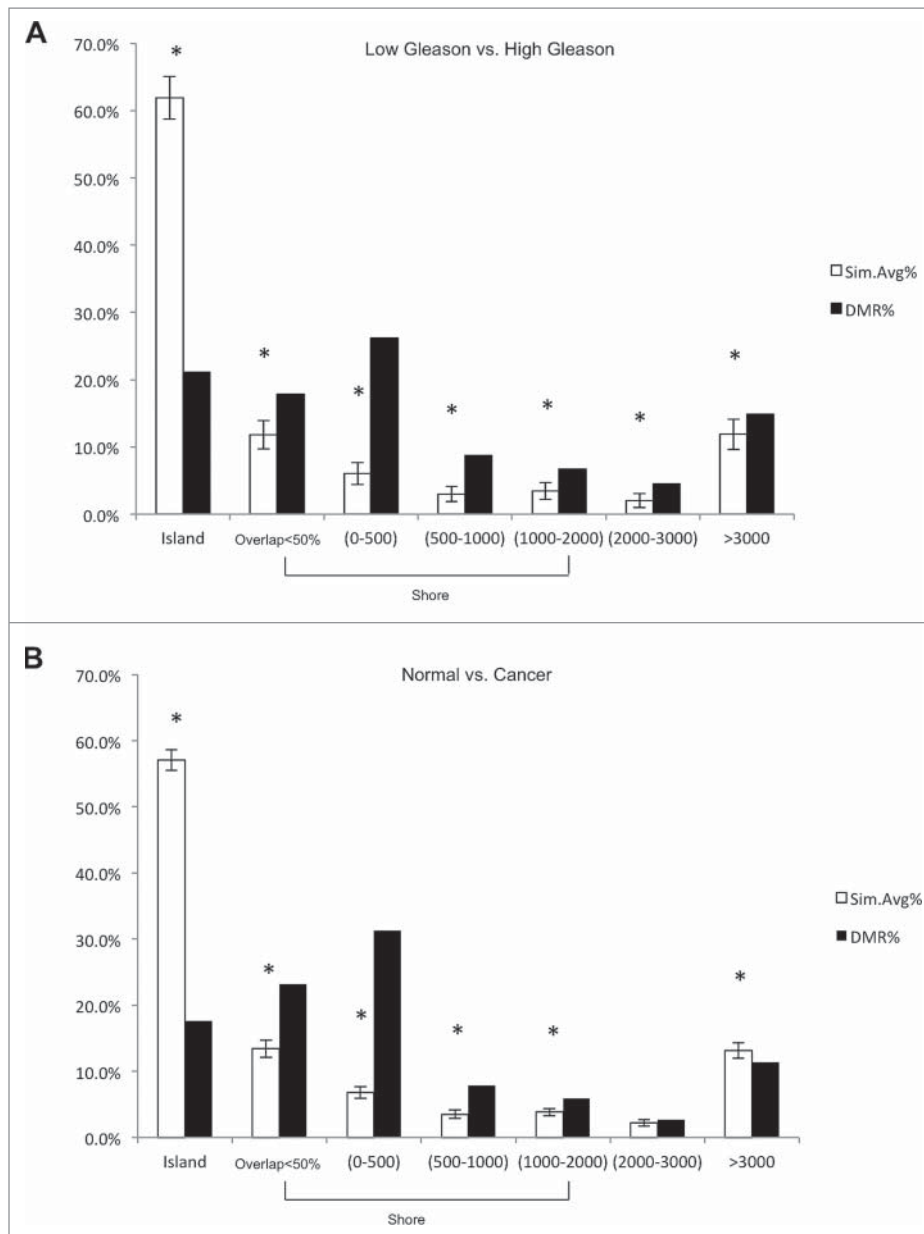 A
Low Gleason vs. High Gleason
70.0%
60.0%
50.0%
40.0%
30.0%
20.0%
10.0%
0.0%
*
*
*
*
*
*
*
Sim.Avg%
DMR%
Island Overlap<50% (0-500) (500-1000) (1000-2000) (2000-3000) >3000
Shore
B
Normal vs. Cancer
70.0%
60.0%
50.0%
40.0%
30.0%
20.0%
10.0%
0.0%
*
*
*
*
*
*
Sim.Avg%
DMR%
Island Overlap<50% (0-500) (500-1000) (1000-2000) (2000-3000) >3000
Shore